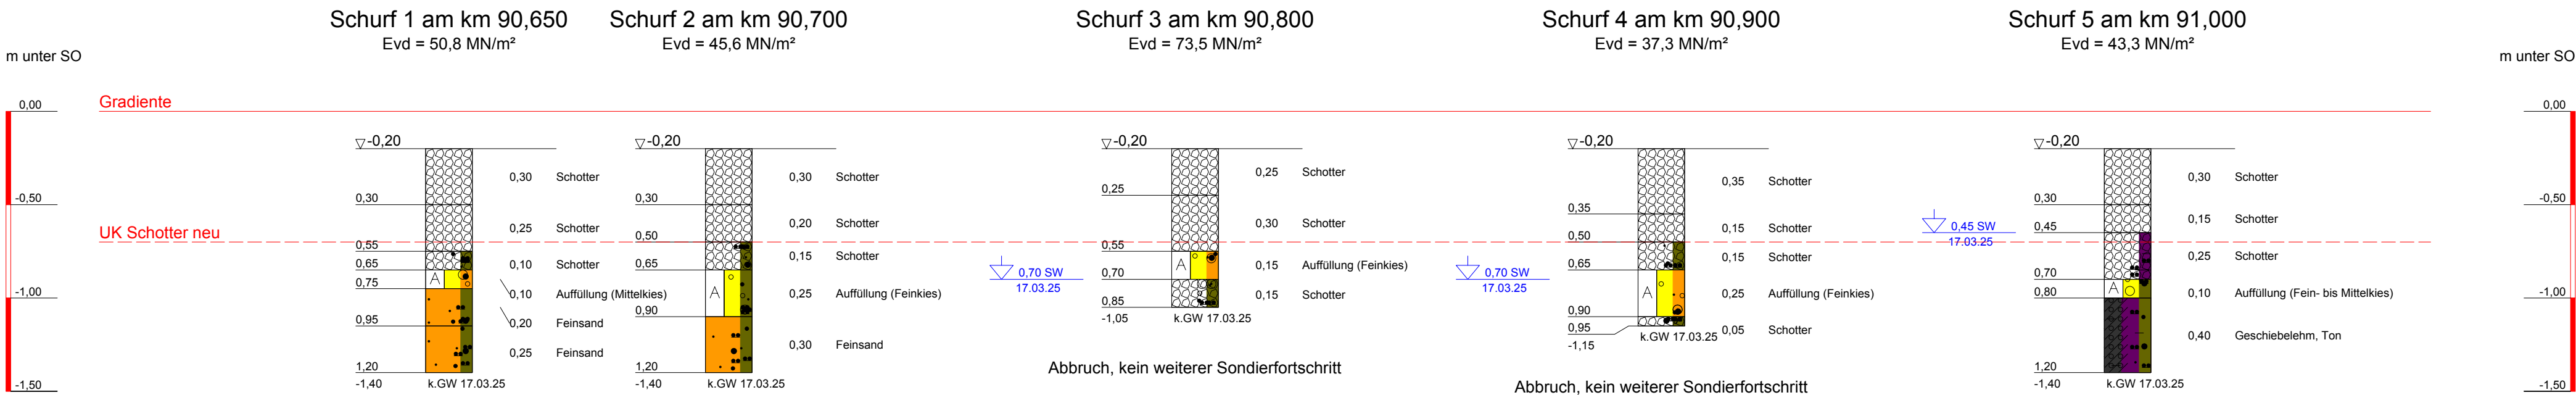 Schurf 1 am km 90,650
Evd = 50,8 MN/m²
Schurf 2 am km 90,700
Evd = 45,6 MN/m²
Schurf 3 am km 90,800
Evd = 73,5 MN/m²
Schurf 4 am km 90,900
Evd = 37,3 MN/m²
Schurf 5 am km 91,000
Evd = 43,3 MN/m²
m unter SO
0,00
-0,50
-1,00
-1,50
Gradiente
UK Schotter neu
-0,20
0,30
0,55
0,65
0,75
0,95
1,20
-1,40
A
k.GW 17.03.25
0,30 Schotter
0,25 Schotter
0,10 Schotter
0,10 Auffüllung (Mittelkies)
0,20 Feinsand
0,25 Feinsand
-0,20
0,30
0,50
0,65
0,90
1,20
-1,40
A
k.GW 17.03.25
0,30 Schotter
0,20 Schotter
0,15 Schotter
0,25 Auffüllung (Feinkies)
0,30 Feinsand
0,70 SW
17.03.25
-0,20
0,25
0,55
0,70
0,85
-1,05
A
k.GW 17.03.25
0,25 Schotter
0,30 Schotter
0,15 Auffüllung (Feinkies)
0,15 Schotter
Abbruch, kein weiterer Sondierfortschritt
0,70 SW
17.03.25
-0,20
0,35
0,50
0,65
0,90
0,95
-1,15
A
k.GW 17.03.25
0,35 Schotter
0,15 Schotter
0,15 Schotter
0,25 Auffüllung (Feinkies)
0,05 Schotter
Abbruch, kein weiterer Sondierfortschritt
0,45 SW
17.03.25
-0,20
0,30
0,45
0,70
0,80
1,20
-1,40
A
k.GW 17.03.25
0,30 Schotter
0,15 Schotter
0,25 Schotter
0,10 Auffüllung (Fein- bis Mittelkies)
0,40 Geschiebelehm, Ton
m unter SO
0,00
-0,50
-1,00
-1,50